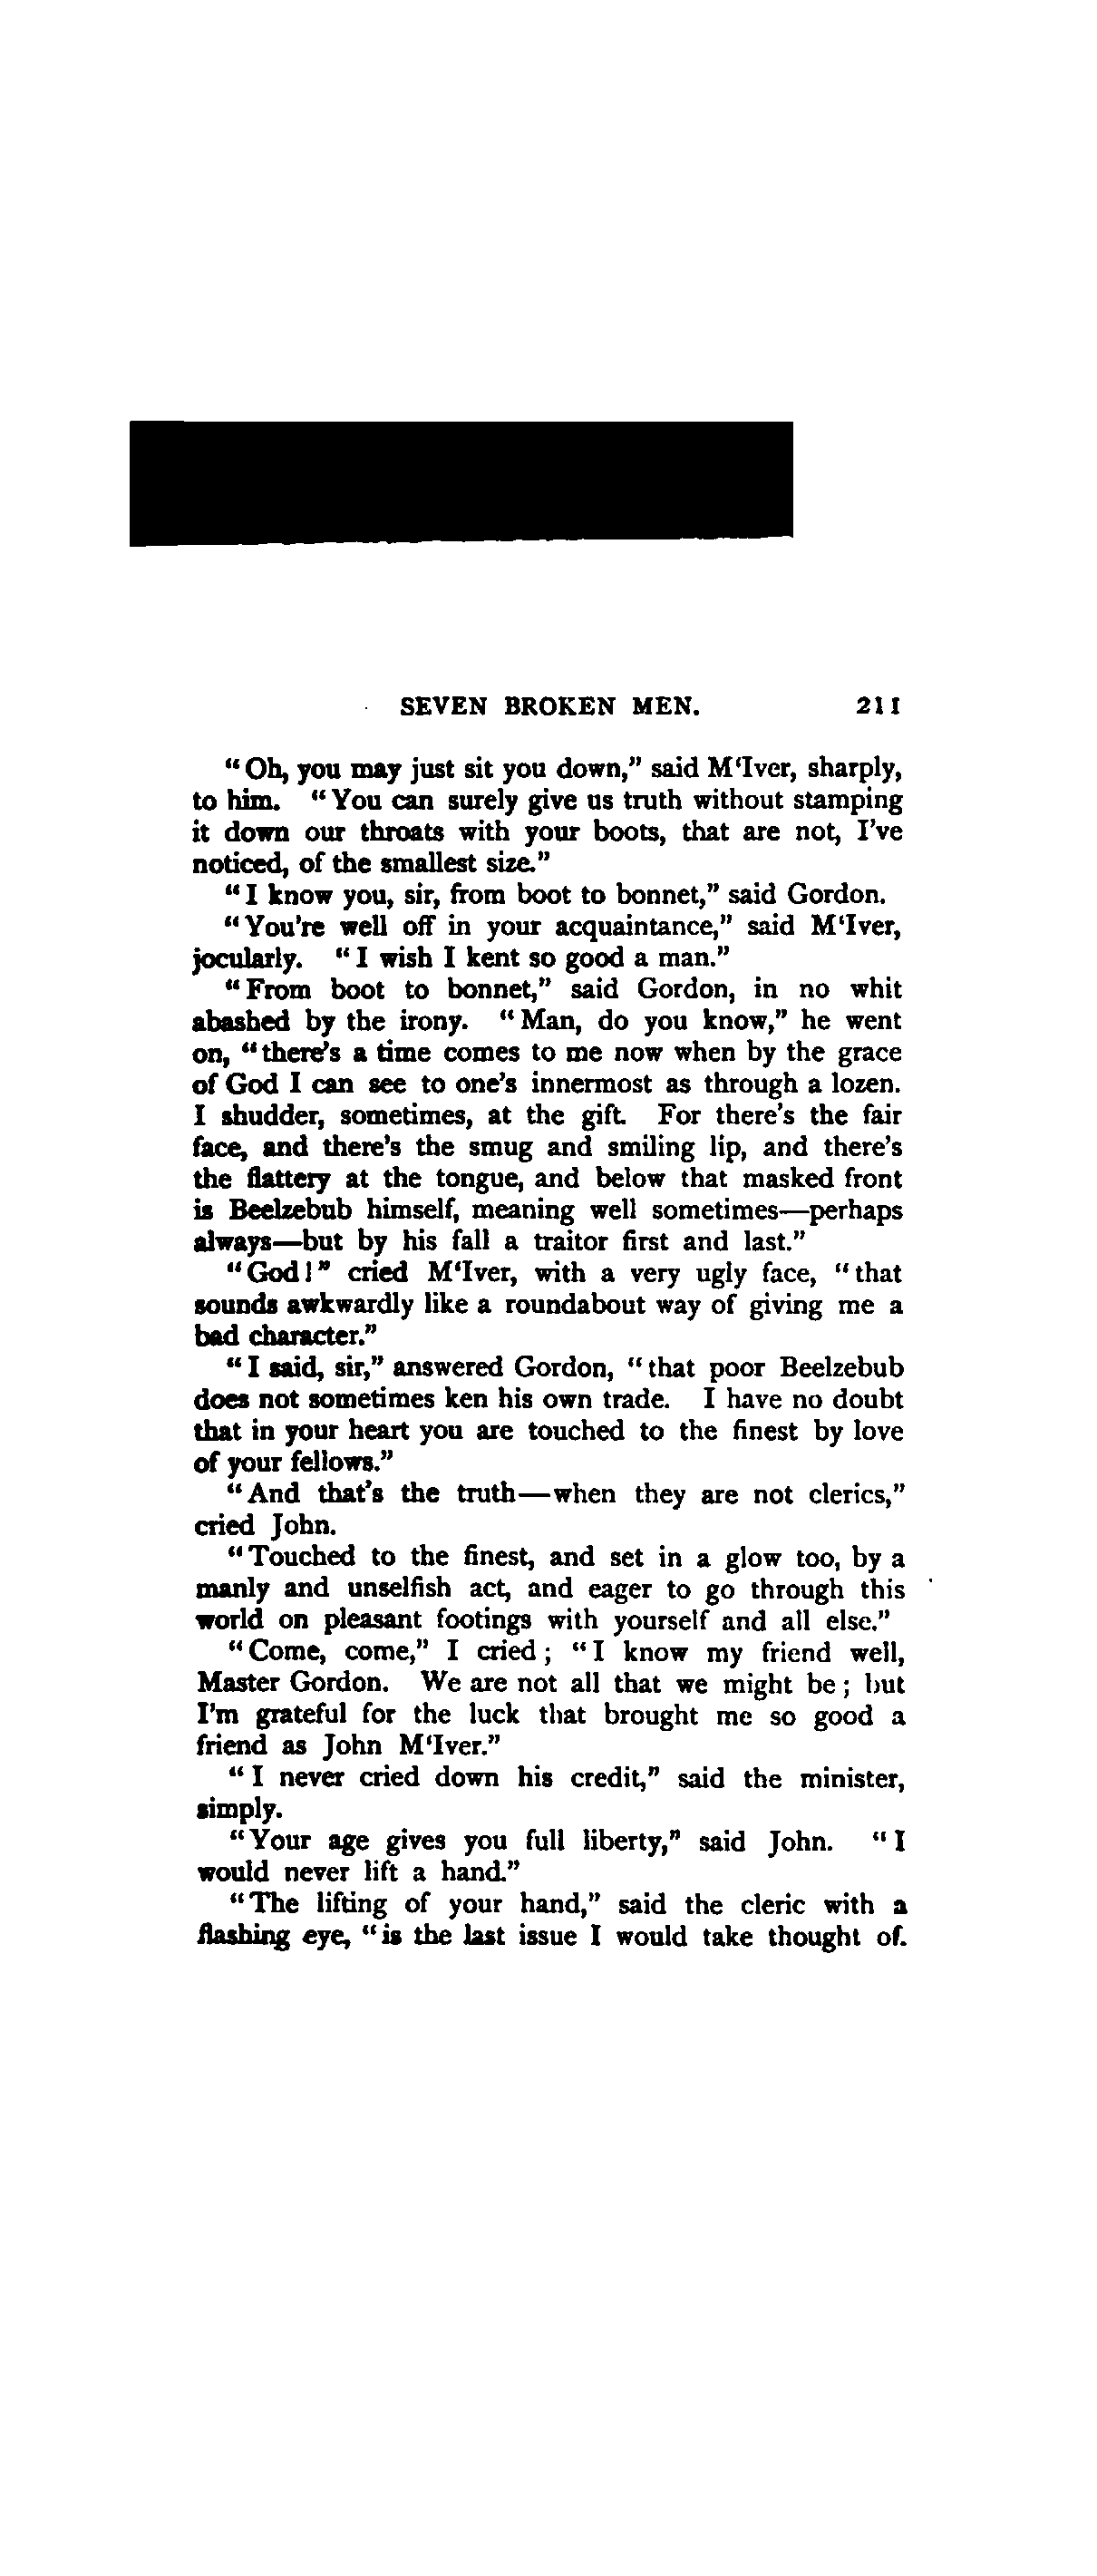 SEVEN BROKEN MEN. 211
"Oh, you may just sit you down," said M‘Iver, sharply,
to him. "You can surely give us truth without stamping
it down our throats with your boots, that are not, I've
noticed, of the smallest size."
"I know you, sir, from boot to bonnet," said Gordon.
"You're well off in your acquaintance," said M‘Iver,
jocularly. "I wish I kent so good a man."
"From boot to bonnet," said Gordon, in no whit
abashed by the irony. "Man, do you know," he went
on, "there's a time comes to me now when by the grace
of God I can see to one's innermost as through a lozen.
I shudder, sometimes, at the gift. For there's the fair
face, and there's the smug and smiling lip, and there's
the flattery at the tongue, and below that masked front
is Beelzebub himself, meaning well sometimes—perhaps
always—but by his fall a traitor first and last."
"God!" cried M‘Iver, with a very ugly face, "that
sounds awkwardly like a roundabout way of giving me a
bad character."
"I said, sir," answered Gordon, "that poor Beelzebub
does not sometimes ken his own trade. I have no doubt
that in your heart you are touched to the finest by love
of your fellows."
"And that's the truth—when they are not clerics,"
cried John.
"Touched to the finest, and set in a glow too, by a
manly and unselfish act, and eager to go through this
world on pleasant footings with yourself and all else."
"Come, come," I cried; "I know my friend well,
Master Gordon. We are not all that we might be; but
I'm grateful for the luck that brought me so good a
friend as John M‘Iver."
"I never cried down his credit," said the minister,
simply.
"Your age gives you full liberty," said John. "I
would never lift a hand."
"The lifting of your hand," said the cleric with a
flashing eye, "is the last issue I would take thought of.